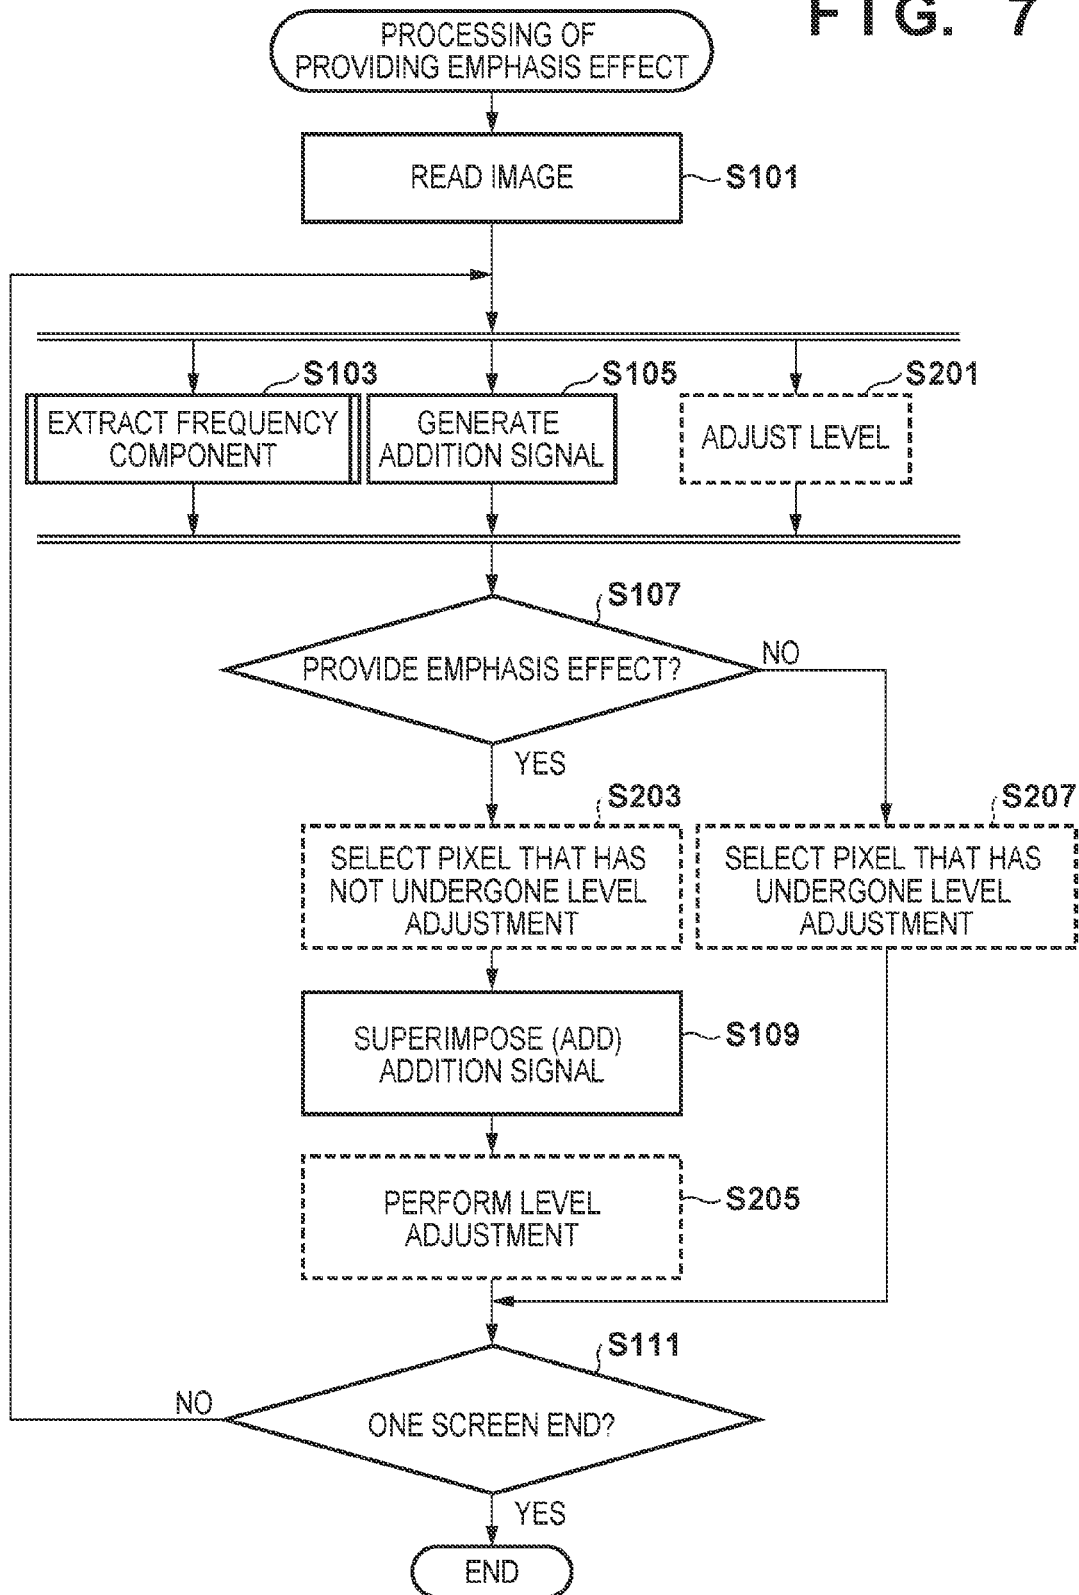 FIG. 7
PROCESSING OF
PROVIDING EMPHASIS EFFECT
READ IMAGE
S101
S103
EXTRACT FREQUENCY
COMPONENT
S105
GENERATE
ADDITION SIGNAL
S201
ADJUST LEVEL
S107
PROVIDE EMPHASIS EFFECT?
NO
YES
S203
SELECT PIXEL THAT HAS
NOT UNDERGONE LEVEL
ADJUSTMENT
S207
SELECT PIXEL THAT HAS
UNDERGONE LEVEL
ADJUSTMENT
SUPERIMPOSE (ADD)
ADDITION SIGNAL
S109
PERFORM LEVEL
ADJUSTMENT
S205
S111
NO
ONE SCREEN END?
YES
END